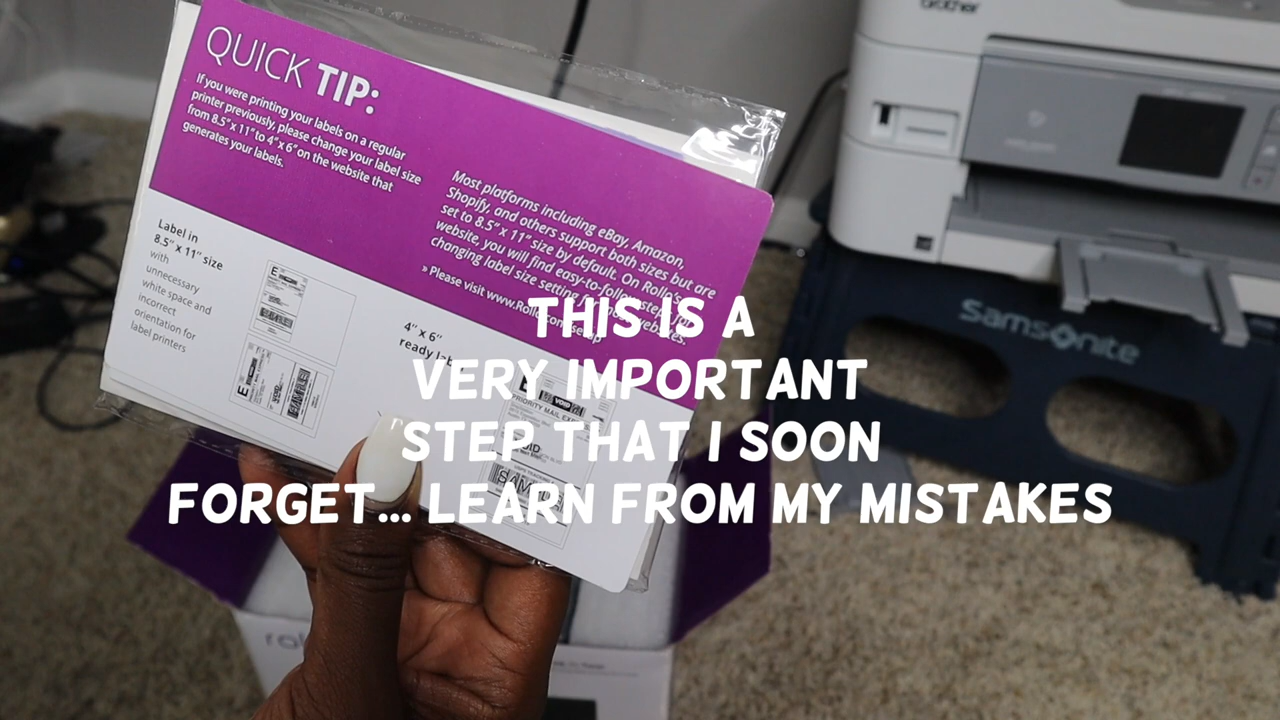 brother
QUICK TIP:
If you were printing your labels on a regular
printer previously, please change your label size
from 8.5" x 11" to 4" x 6" on the website that
generates your labels.
Most platforms including eBay, Amazon,
Shopify, and others support both sizes but are
set to 8.5" x 11" size by default. On Rollo's
website, you will find easy-to-follow steps
changing label size setting
websites.
» Please visit www.Rollo.com/setup
Label in
8.5" x 11" size
with
unnecessary
white space and
incorrect
orientation for
label printers
4" x 6"
ready
E
E
VOID
PRIORITY MAIL
VOID
SAMPLE
Samsonite
THIS IS A
VERY IMPORTANT
STEP THAT I SOON
FORGET... LEARN FROM MY MISTAKES